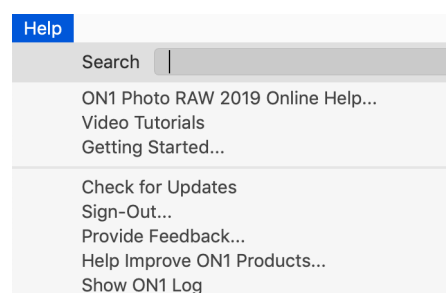 Help
Search
ON1 Photo RAW 2019 Online Help...
Video Tutorials
Getting Started...
Check for Updates
Sign-Out...
Provide Feedback...
Help Improve ON1 Products...
Show ON1 Log